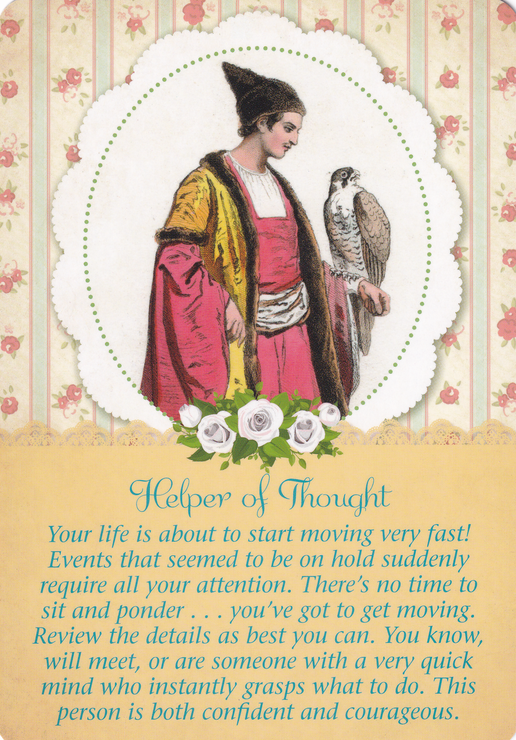 Helper of Thought
Your life is about to start moving very fast!
Events that seemed to be on hold suddenly
require all your attention. There's no time to
sit and ponder . . . you've got to get moving.
Review the details as best you can. You know,
will meet, or are someone with a very quick
mind who instantly grasps what to do. This
person is both confident and courageous.